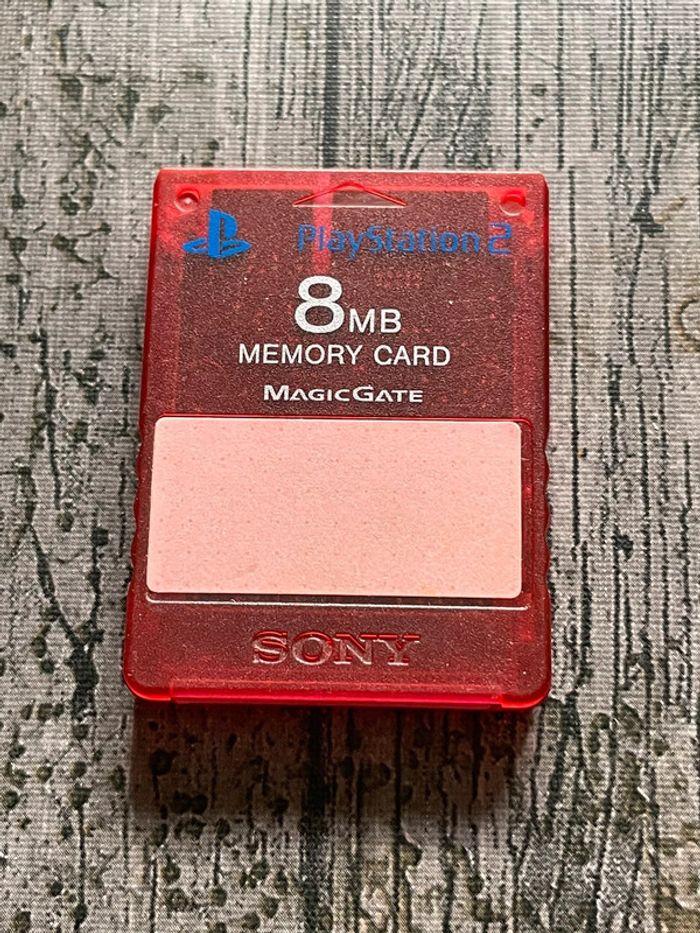 PlayStation 2
8MB
MEMORY CARD
MAGICGATE
SONY